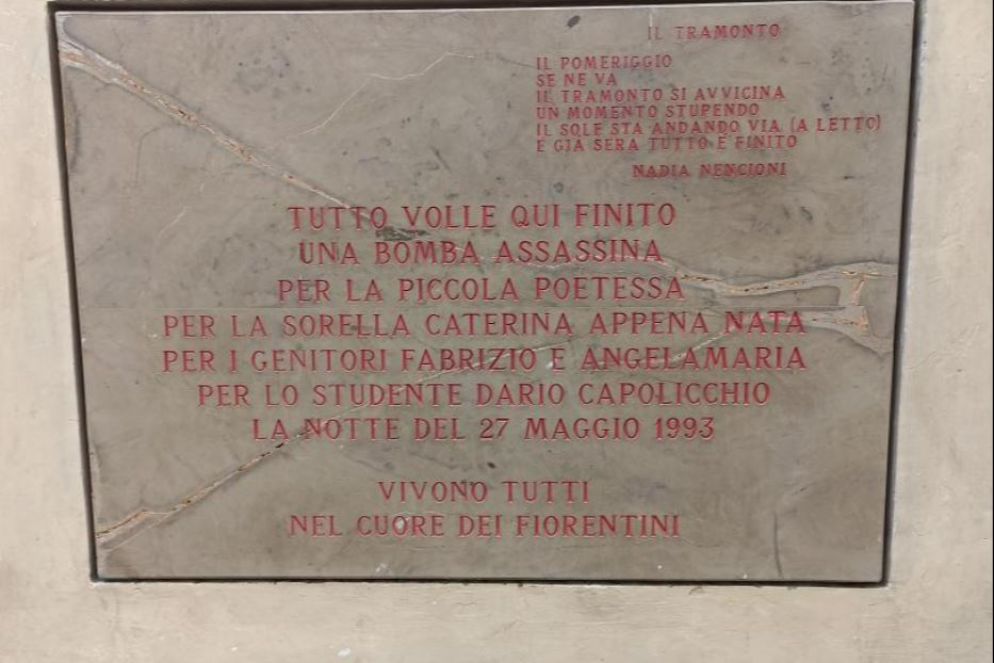 IL TRAMONTO
IL POMERIGGIO
SE NE VA
IL TRAMONTO SI AVVICINA
UN MOMENTO STUPENDO
IL SOLE STA ANDANDO VIA (A LETTO)
È GIÀ SERA TUTTO È FINITO
NADIA NENCIONI
TUTTO VOLLE QUI FINITO
UNA BOMBA ASSASSINA
PER LA PICCOLA POETESSA
PER LA SORELLA CATERINA APPENA NATA
PER I GENITORI FABRIZIO E ANGELAMARIA
PER LO STUDENTE DARIO CAPOLICCHIO
LA NOTTE DEL 27 MAGGIO 1993
VIVONO TUTTI
NEL CUORE DEI FIORENTINI